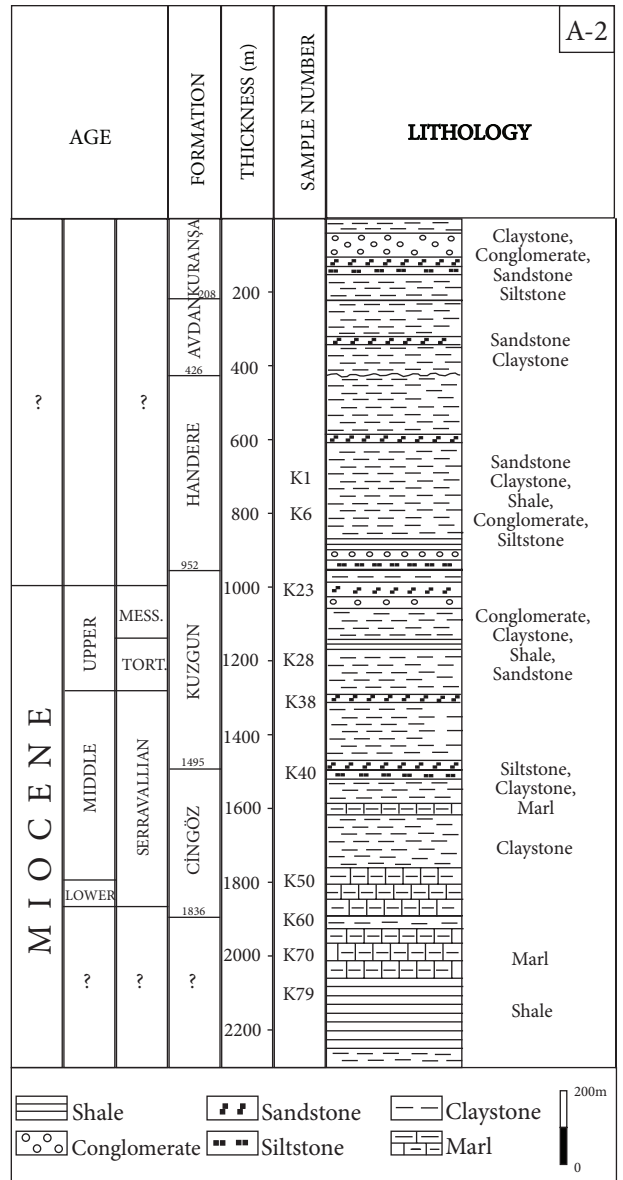 A-2
AGE
FORMATION
THICKNESS (m)
SAMPLE NUMBER
LITHOLOGY
KURANŞA
208
AVDAN
426
HANDERE
952
KUZGUN
1495
CİNGÖZ
1836
?
?
?
?
?
MIOCENE
UPPER
MIDDLE
LOWER
MESS.
TORT.
SERRAVALLIAN
200
400
600
800
1000
1200
1400
1600
1800
2000
2200
K1
K6
K23
K28
K38
K40
K50
K60
K70
K79
Claystone,
Conglomerate,
Sandstone
Siltstone
Sandstone
Claystone
Sandstone
Claystone,
Shale,
Conglomerate,
Siltstone
Conglomerate,
Claystone,
Shale,
Sandstone
Siltstone,
Claystone,
Marl
Claystone
Marl
Shale
Shale
Sandstone
Claystone
Conglomerate
Siltstone
Marl
200m
0